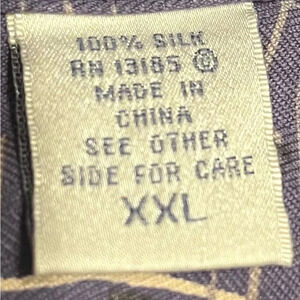 100% SILK
RN 13185
MADE IN
CHINA
SEE OTHER
SIDE FOR CARE
XXL